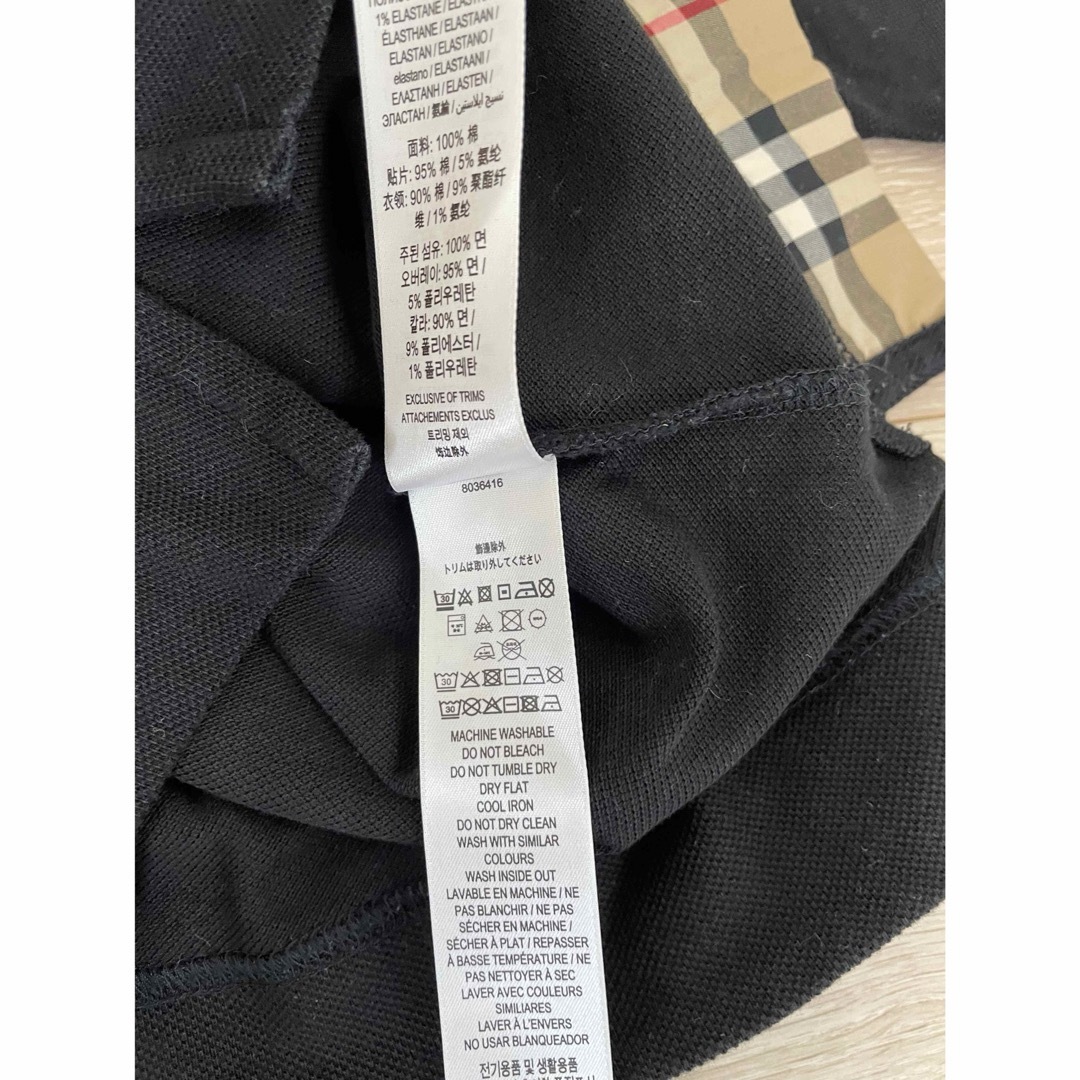 1% ELASTANE / ELASTAN /
ÉLASTHANE / ELASTAM /
ELASTAN / ELASTANO /
elastano / ELASTAANI /
ΕΛΑΣΤΑΝΗ / ELASTEN /
ЭЛАСТАН / 氨綸 / نسيج ايلاستين
面料: 100% 棉
贴片: 95% 棉 / 5% 氨纶
衣领: 90% 棉 / 9% 聚酯纤
维 / 1% 氨纶
주된 섬유: 100% 면
오버레이: 95% 면 /
5% 폴리우레탄
칼라: 90% 면 /
9% 폴리에스터 /
1% 폴리우레탄
EXCLUSIVE OF TRIMS
ATTACHEMENTS EXCLUS
트리밍 제외
饰边除外
8036416
飾邊除外
トリムは取り外してください
30
30
30
MACHINE WASHABLE
DO NOT BLEACH
DO NOT TUMBLE DRY
DRY FLAT
COOL IRON
DO NOT DRY CLEAN
WASH WITH SIMILAR
COLOURS
WASH INSIDE OUT
LAVABLE EN MACHINE / NE
PAS BLANCHIR / NE PAS
SÉCHER EN MACHINE /
SÉCHER À PLAT / REPASSER
À BASSE TEMPÉRATURE / NE
PAS NETTOYER À SEC
LAVER AVEC COULEURS
SIMILIARES
LAVER À L'ENVERS
NO USAR BLANQUEADOR
전기용품 및 생활용품